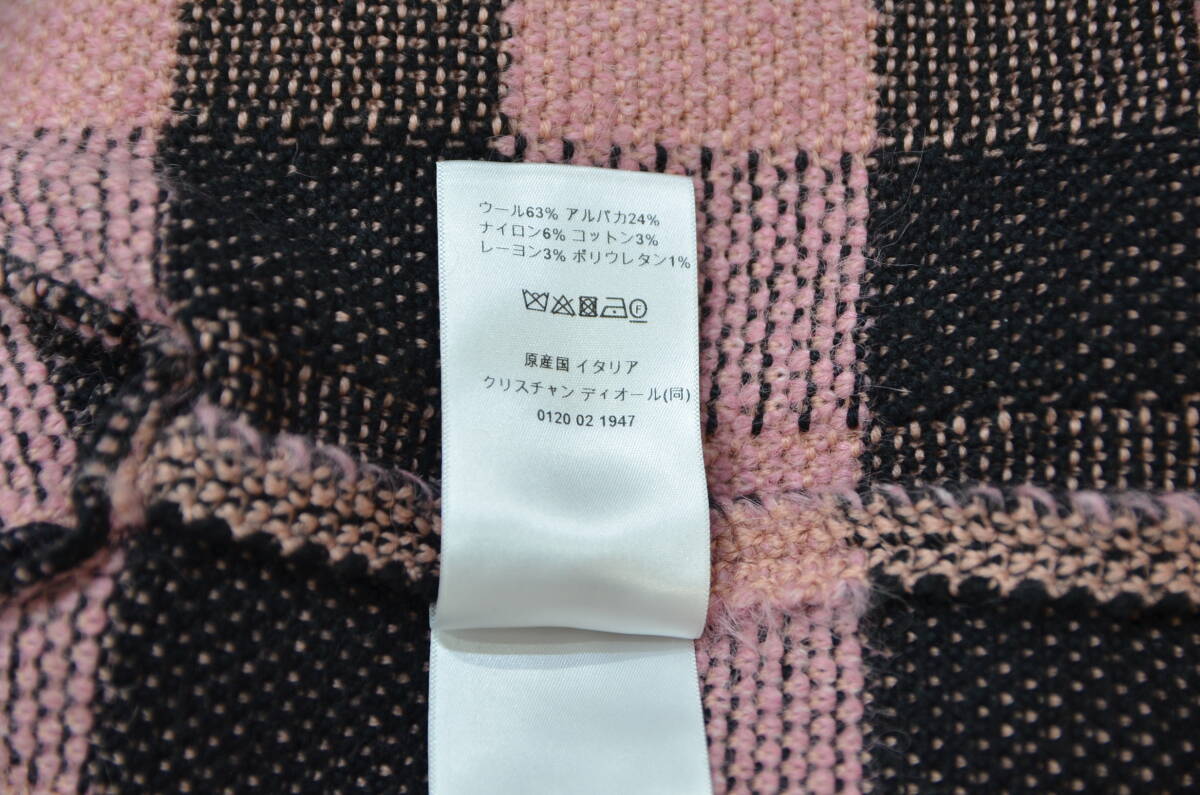 ウール63% アルパカ24%
ナイロン6% コットン3%
レーヨン3% ポリウレタン1%
F
原産国 イタリア
クリスチャン ディオール(同)
0120 02 1947